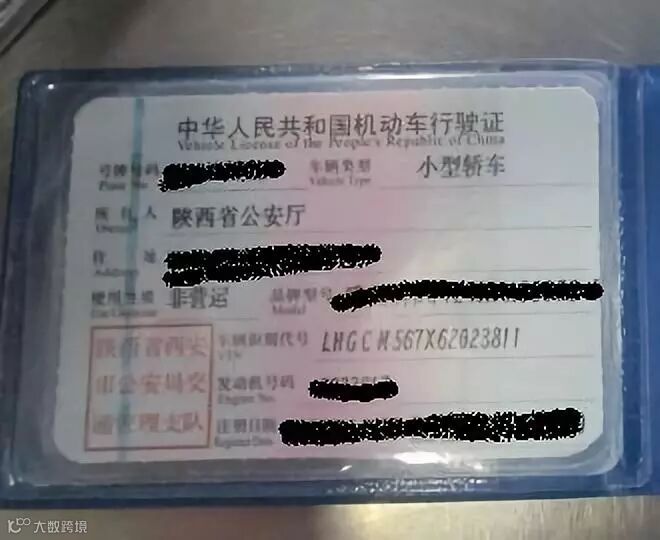 中华人民共和国机动车行驶证
Vehicle License of the People's Republic of China
号牌号码 车辆类型 小型轿车
Plate No. Vehicle Type
所有人 陕西省公安厅
Owner
住址
Address
使用性质 非营运 品牌型号
Use Character Model
陕西省西安 车辆识别代号 LHGCM567X62023811
VIN
市公安局交 发动机号码
Engine No.
通管理支队 注册日期
Register Date
大数跨境